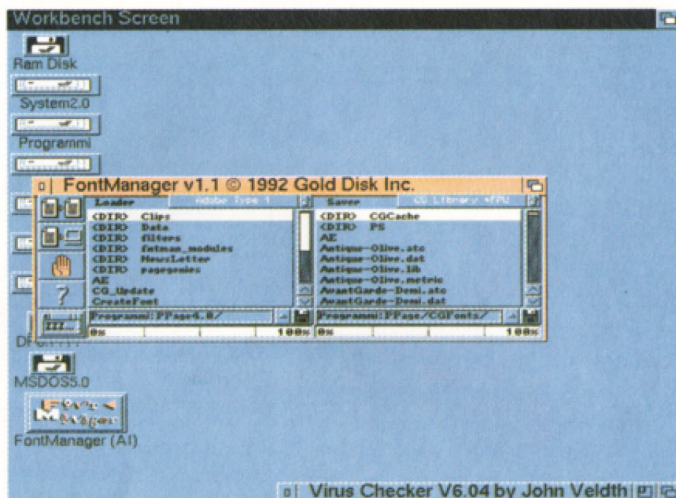 Workbench Screen
Ram Disk
System2.0
Programmi
FontManager v1.1 © 1992 Gold Disk Inc.
Loader Adobe Type 1
Saver CG Library +FPU
<DIR> Clips
<DIR> Data
<DIR> filters
<DIR> fntman_modules
<DIR> NewsLetter
<DIR> pagegenies
AE
CG_Update
CreateFont
<DIR> CGCache
<DIR> PS
AE
Antique-Olive.atc
Antique-Olive.dat
Antique-Olive.lib
Antique-Olive.metric
AvantGarde-Demi.atc
AvantGarde-Demi.dat
?
ZZZ...
Programmi:PPage4.0/
Programmi:PPage/CGFonts/
0% 100%
0% 100%
MSDOS5.0
FM
FontManager (AI)
Virus Checker V6.04 by John Veldth